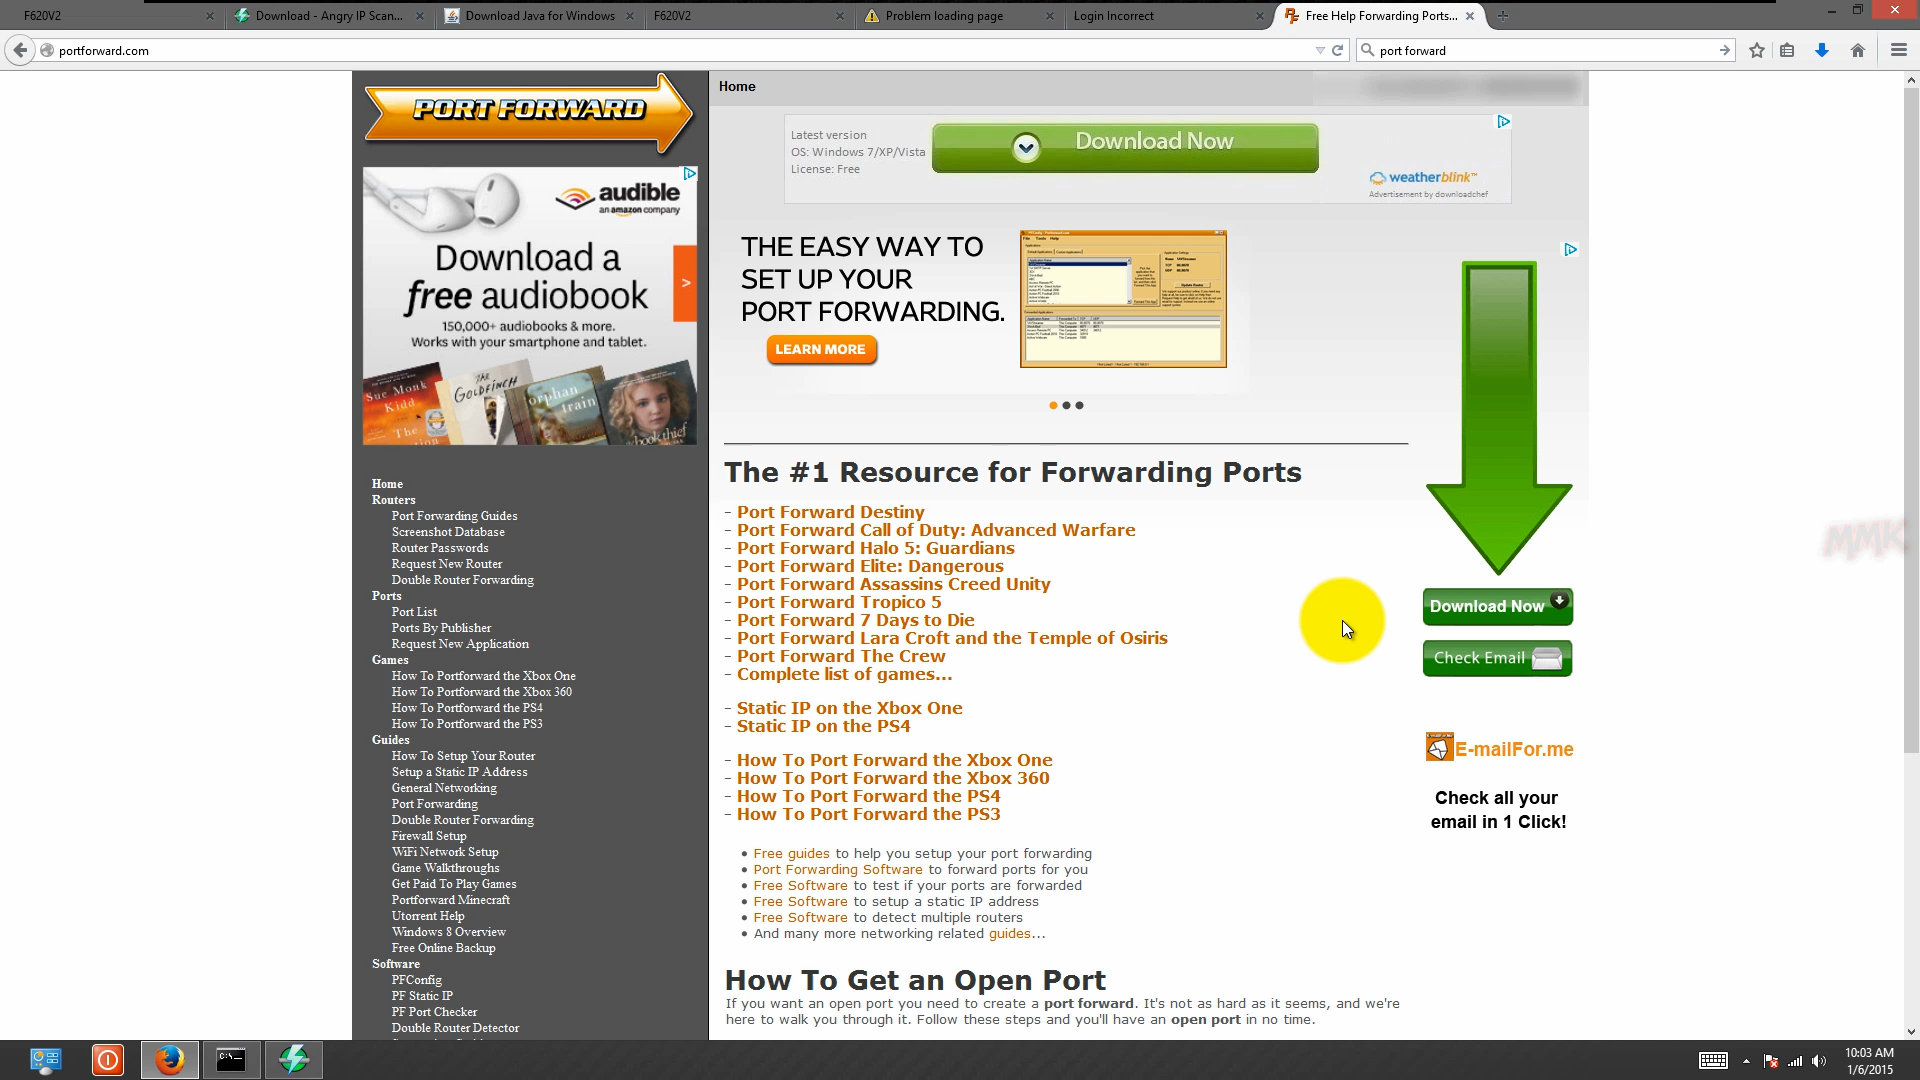 F620V2
Download - Angry IP Scan...
Download Java for Windows
F620V2
Problem loading page
Login Incorrect
Free Help Forwarding Ports...
portforward.com
port forward
PORT FORWARD
Home
Latest version
OS: Windows 7/XP/Vista
License: Free
Download Now
weatherblink™
Advertisement by downloadchef
audible
an amazon company
Download a
free audiobook
150,000+ audiobooks & more.
Works with your smartphone and tablet.
Sue Monk
Kidd
The
THE
GOLDFINCH
orphan
train
book thief
THE EASY WAY TO
SET UP YOUR
PORT FORWARDING.
LEARN MORE
The #1 Resource for Forwarding Ports
- Port Forward Destiny
- Port Forward Call of Duty: Advanced Warfare
- Port Forward Halo 5: Guardians
- Port Forward Elite: Dangerous
- Port Forward Assassins Creed Unity
- Port Forward Tropico 5
- Port Forward 7 Days to Die
- Port Forward Lara Croft and the Temple of Osiris
- Port Forward The Crew
- Complete list of games...
- Static IP on the Xbox One
- Static IP on the PS4
- How To Port Forward the Xbox One
- How To Port Forward the Xbox 360
- How To Port Forward the PS4
- How To Port Forward the PS3
• Free guides to help you setup your port forwarding
• Port Forwarding Software to forward ports for you
• Free Software to test if your ports are forwarded
• Free Software to setup a static IP address
• Free Software to detect multiple routers
• And many more networking related guides...
How To Get an Open Port
If you want an open port you need to create a port forward. It's not as hard as it seems, and we're
here to walk you through it. Follow these steps and you'll have an open port in no time.
Home
Routers
Port Forwarding Guides
Screenshot Database
Router Passwords
Request New Router
Double Router Forwarding
Ports
Port List
Ports By Publisher
Request New Application
Games
How To Portforward the Xbox One
How To Portforward the Xbox 360
How To Portforward the PS4
How To Portforward the PS3
Guides
How To Setup Your Router
Setup a Static IP Address
General Networking
Port Forwarding
Double Router Forwarding
Firewall Setup
WiFi Network Setup
Game Walkthroughs
Get Paid To Play Games
Portforward Minecraft
Utorrent Help
Windows 8 Overview
Free Online Backup
Software
PFConfig
PF Static IP
PF Port Checker
Double Router Detector
Download Now
Check Email
E-mailFor.me
Check all your
email in 1 Click!
MMK
10:03 AM
1/6/2015